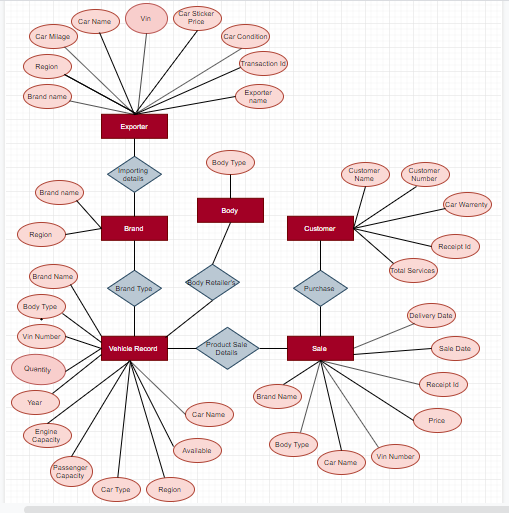 Car Sticker
Price
Vin
Car Name
Car Milage
Car Condition
Region
Transaction Id
Brand name
Exporter
name
Exporter
Importing
details
Body Type
Customer
Name
Customer
Number
Brand name
Car Warrenty
Body
Region
Brand
Customer
Receipt Id
Total Services
Brand Name
Brand Type
Body Retailer's
Purchase
Body Type
Delivery Date
Vin Number
Vehicle Record
Product Sale
Details
Sale
Sale Date
Quentity
Receipt Id
Year
Brand Name
Car Name
Price
Engine
Capacity
Body Type
Available
Vin Number
Passenger
Capacity
Car Name
Car Type
Region